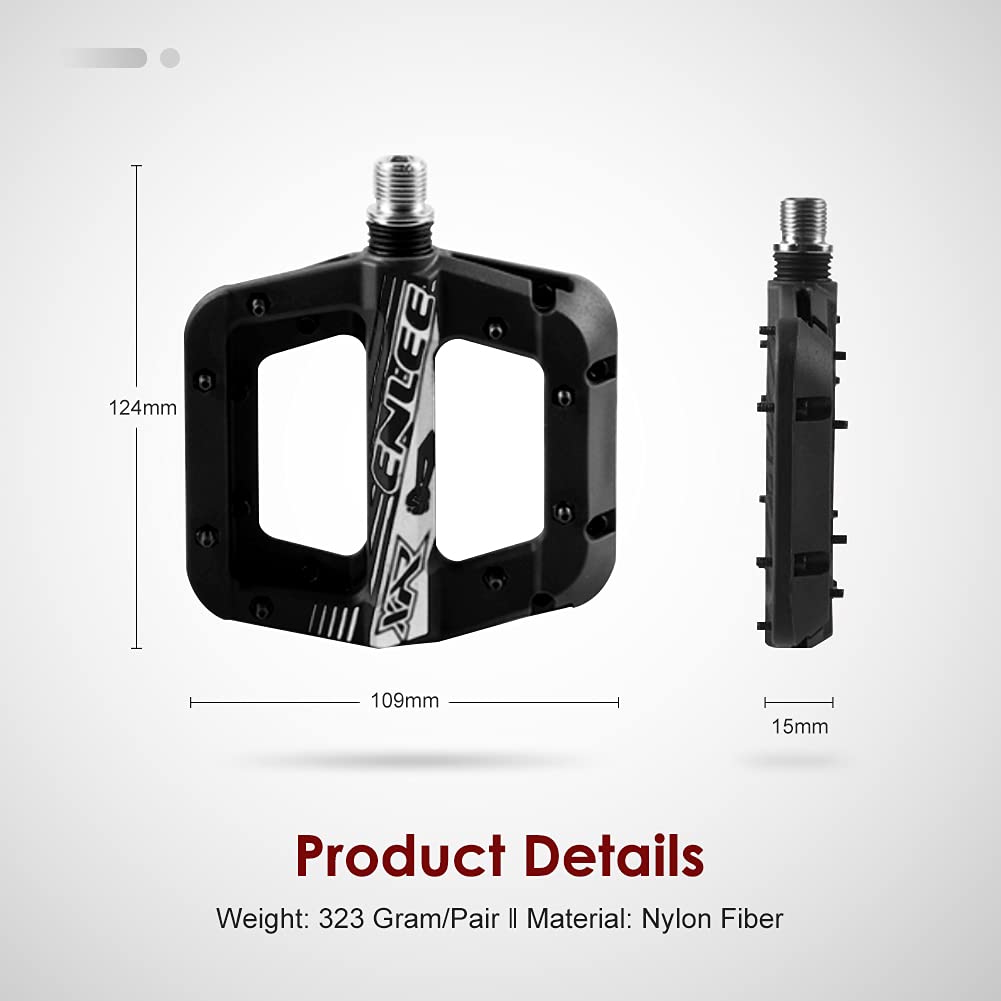 124mm
ENLEE
109mm
15mm
Product Details
Weight: 323 Gram/Pair || Material: Nylon Fiber